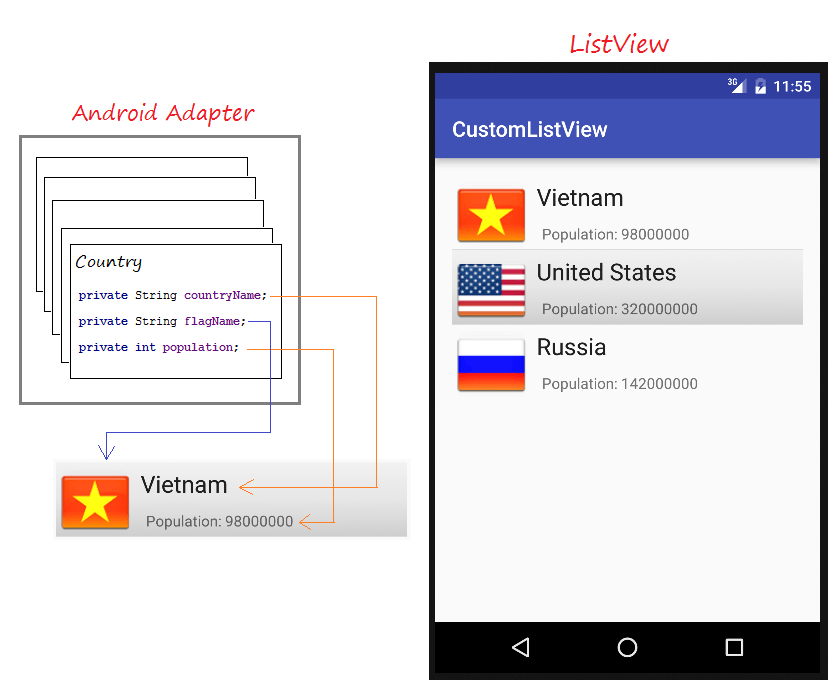 Android Adapter
Country
private String countryName;
private String flagName;
private int population;
Vietnam
Population: 98000000
ListView
3G 11:55
CustomListView
Vietnam
Population: 98000000
United States
Population: 320000000
Russia
Population: 142000000